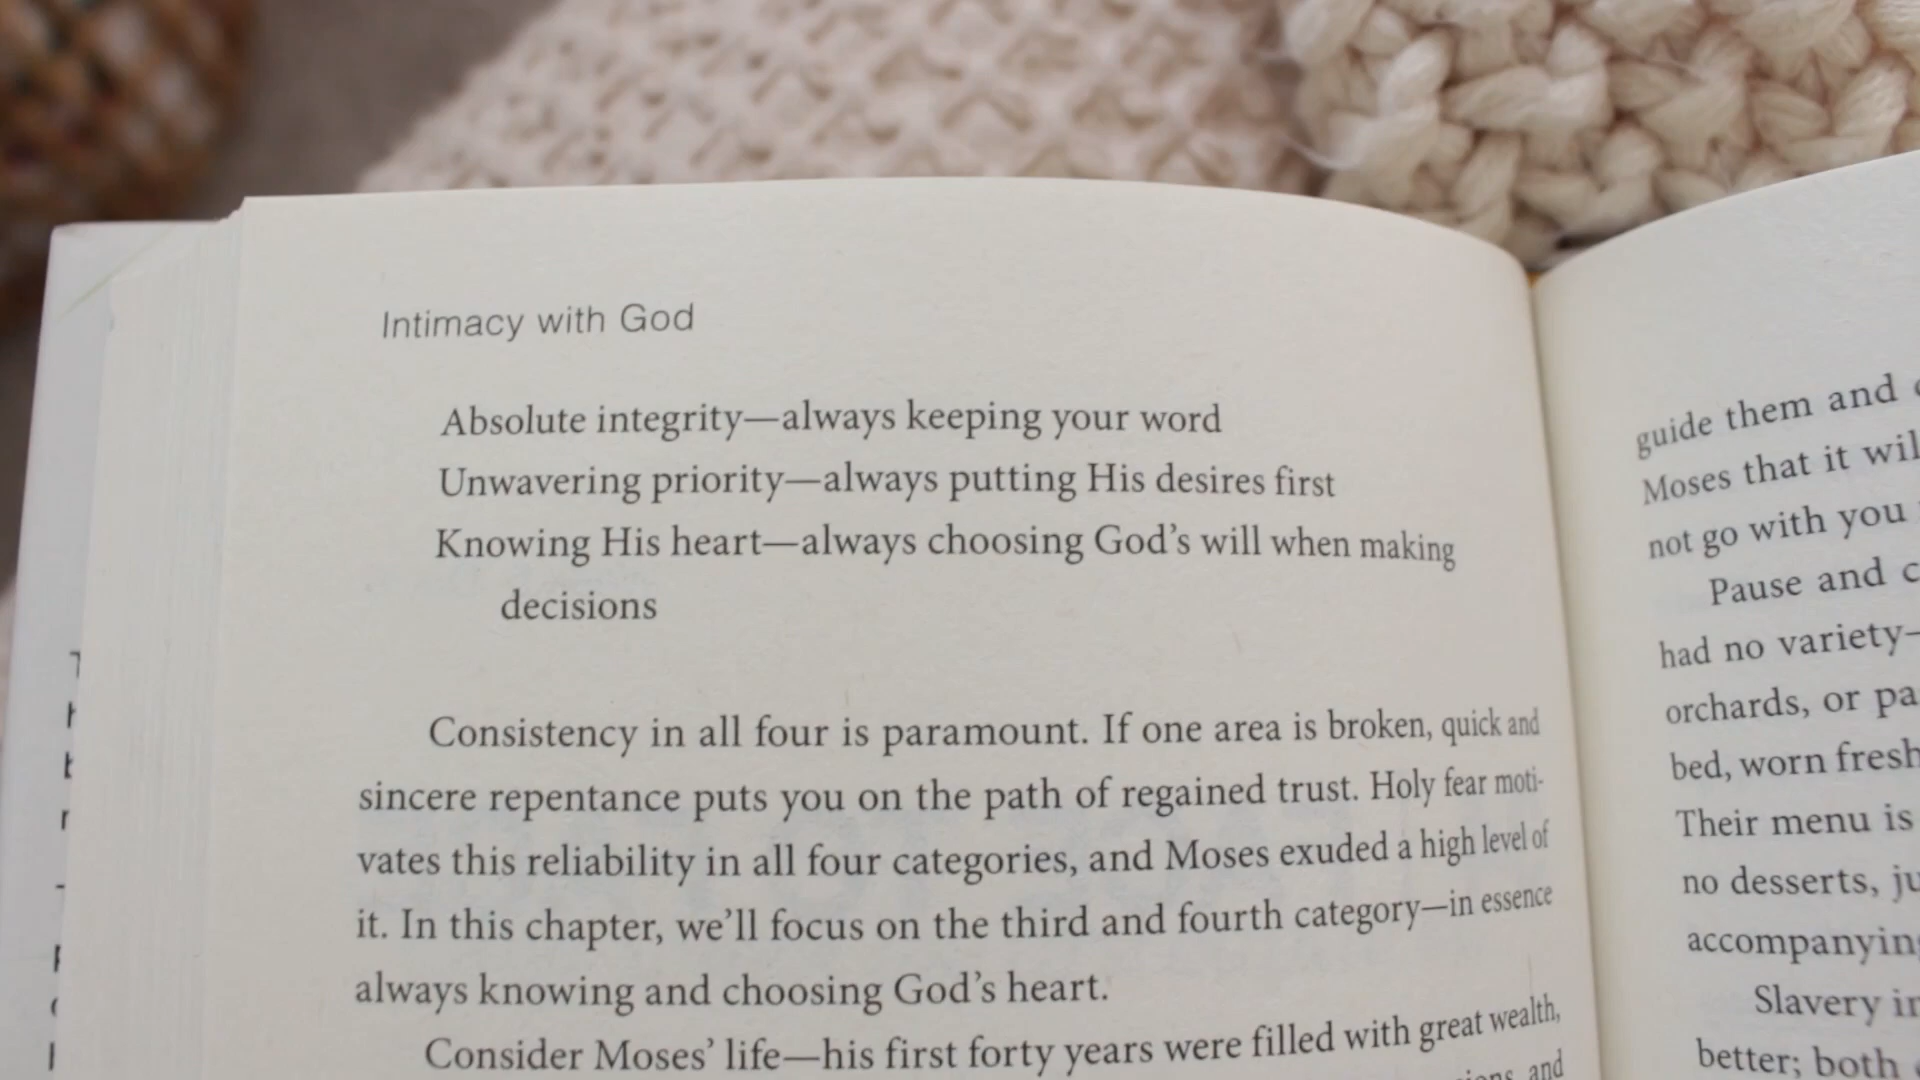 Intimacy with God
Absolute integrity—always keeping your word
Unwavering priority—always putting His desires first
Knowing His heart—always choosing God’s will when making
decisions
Consistency in all four is paramount. If one area is broken, quick and
sincere repentance puts you on the path of regained trust. Holy fear moti-
vates this reliability in all four categories, and Moses exuded a high level of
it. In this chapter, we’ll focus on the third and fourth category—in essence
always knowing and choosing God’s heart.
Consider Moses’ life—his first forty years were filled with great wealth,
and
guide them and
Moses that it wil
not go with you
Pause and c
had no variety—
orchards, or pa
bed, worn fresh
Their menu is
no desserts, ju
accompanying
Slavery in
better; both